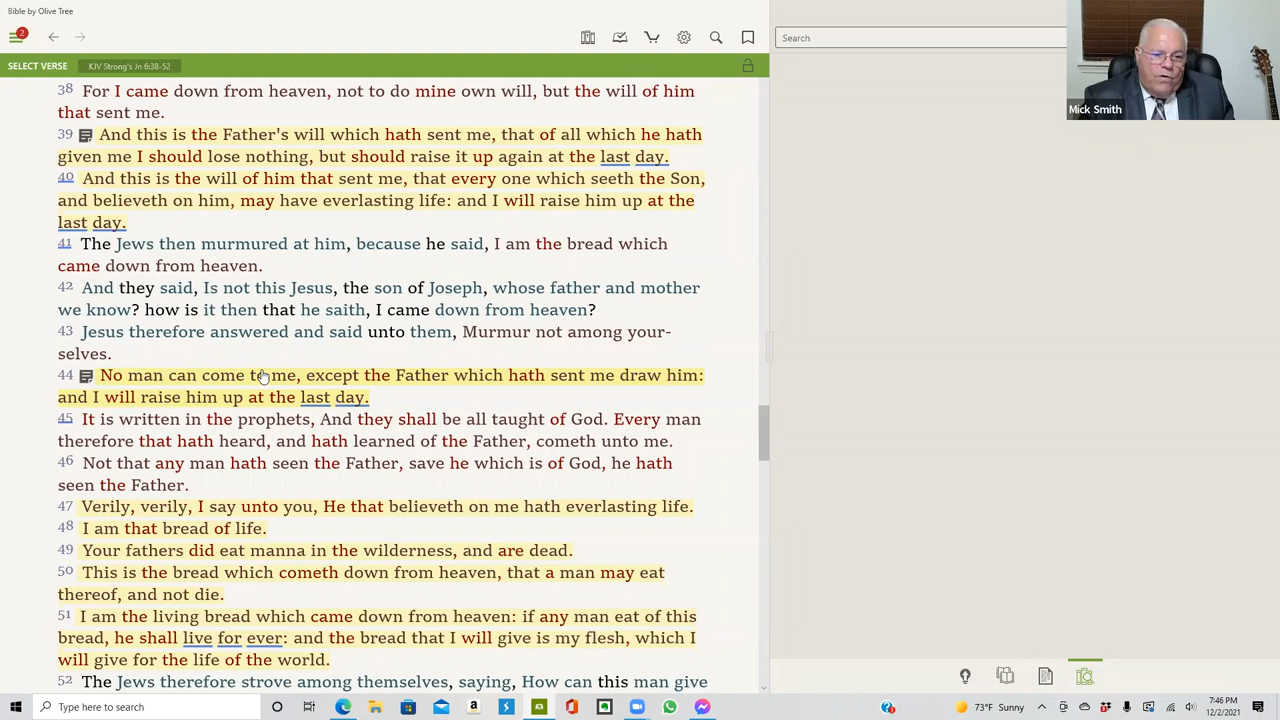 Bible by Olive Tree
2
Search
SELECT VERSE
KJV Strong's Jn 6:38-52
Mick Smith
38 For I came down from heaven, not to do mine own will, but the will of him
that sent me.
39 And this is the Father's will which hath sent me, that of all which he hath
given me I should lose nothing, but should raise it up again at the last day.
40 And this is the will of him that sent me, that every one which seeth the Son,
and believeth on him, may have everlasting life: and I will raise him up at the
last day.
41 The Jews then murmured at him, because he said, I am the bread which
came down from heaven.
42 And they said, Is not this Jesus, the son of Joseph, whose father and mother
we know? how is it then that he saith, I came down from heaven?
43 Jesus therefore answered and said unto them, Murmur not among your-
selves.
44 No man can come to me, except the Father which hath sent me draw him:
and I will raise him up at the last day.
45 It is written in the prophets, And they shall be all taught of God. Every man
therefore that hath heard, and hath learned of the Father, cometh unto me.
46 Not that any man hath seen the Father, save he which is of God, he hath
seen the Father.
47 Verily, verily, I say unto you, He that believeth on me hath everlasting life.
48 I am that bread of life.
49 Your fathers did eat manna in the wilderness, and are dead.
50 This is the bread which cometh down from heaven, that a man may eat
thereof, and not die.
51 I am the living bread which came down from heaven: if any man eat of this
bread, he shall live for ever: and the bread that I will give is my flesh, which I
will give for the life of the world.
52 The Jews therefore strove among themselves, saying, How can this man give
Type here to search
73°F Sunny
7:46 PM
12/2/2021